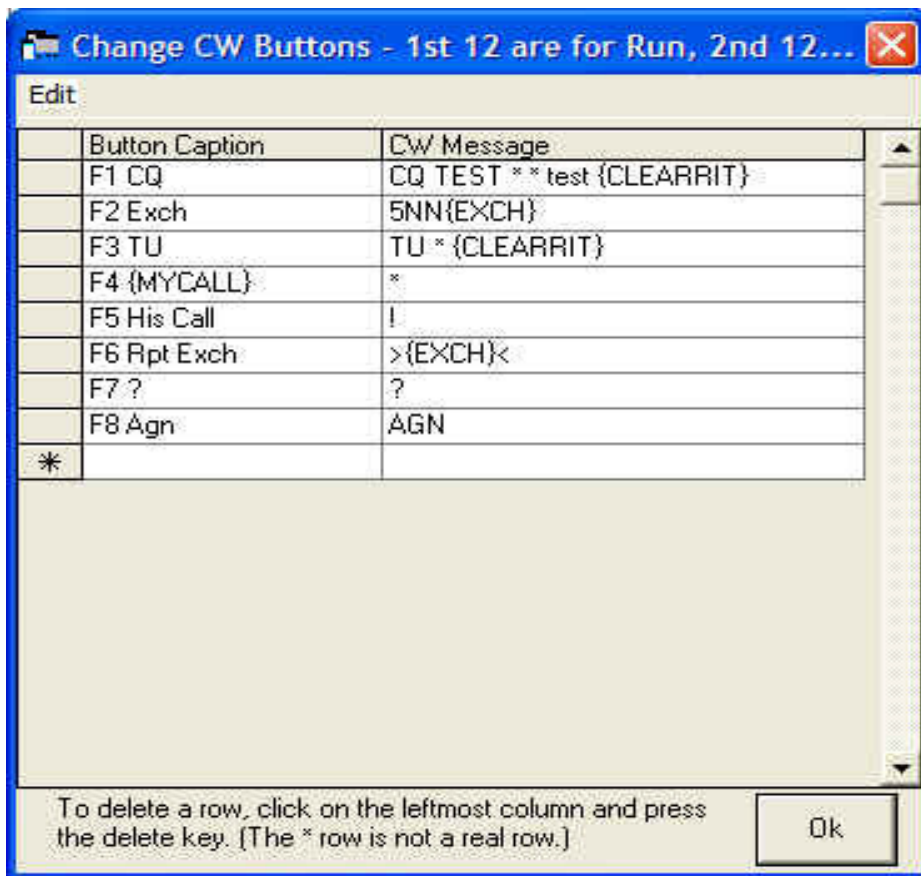 Change CW Buttons - 1st 12 are for Run, 2nd 12...
Edit
Button Caption CW Message
F1 CQ CQ TEST * * test {CLEARRIT}
F2 Exch 5NN{EXCH}
F3 TU TU * {CLEARRIT}
F4 {MYCALL} *
F5 His Call !
F6 Rpt Exch >{EXCH}<
F7 ? ?
F8 Agn AGN
*
To delete a row, click on the leftmost column and press
the delete key. (The * row is not a real row.)
Ok